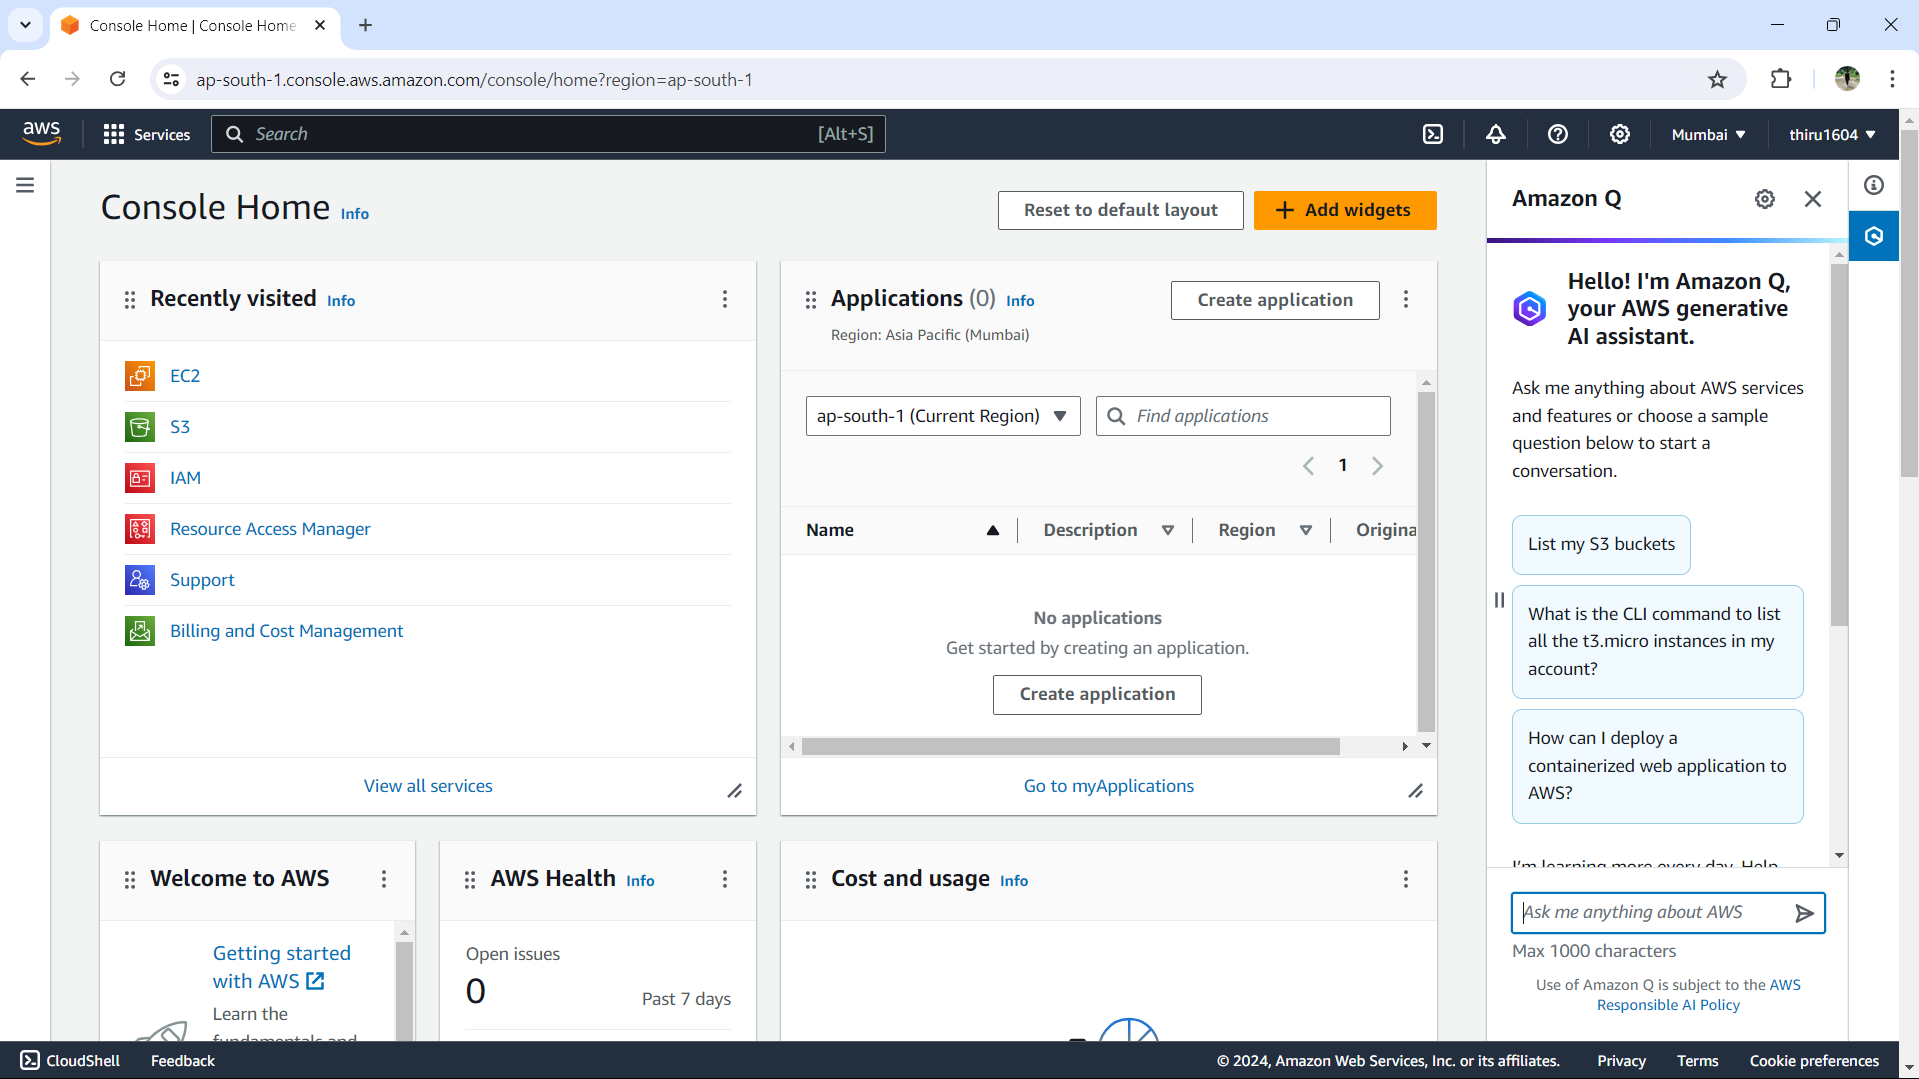 Console Home | Console Home
ap-south-1.console.aws.amazon.com/console/home?region=ap-south-1
aws
Services
Search
[Alt+S]
Mumbai
thiru1604
Console Home Info
Reset to default layout
Add widgets
Recently visited Info
EC2
S3
IAM
Resource Access Manager
Support
Billing and Cost Management
View all services
Applications (0) Info
Region: Asia Pacific (Mumbai)
Create application
ap-south-1 (Current Region)
Find applications
1
Name
Description
Region
Origina
No applications
Get started by creating an application.
Create application
Go to myApplications
Welcome to AWS
Getting started
with AWS
Learn the
fundamentals and
AWS Health Info
Open issues
0
Past 7 days
Cost and usage Info
Amazon Q
Hello! I'm Amazon Q,
your AWS generative
AI assistant.
Ask me anything about AWS services
and features or choose a sample
question below to start a
conversation.
List my S3 buckets
What is the CLI command to list
all the t3.micro instances in my
account?
How can I deploy a
containerized web application to
AWS?
I'm learning more every day. Help
Ask me anything about AWS
Max 1000 characters
Use of Amazon Q is subject to the AWS
Responsible AI Policy
CloudShell
Feedback
© 2024, Amazon Web Services, Inc. or its affiliates.
Privacy
Terms
Cookie preferences